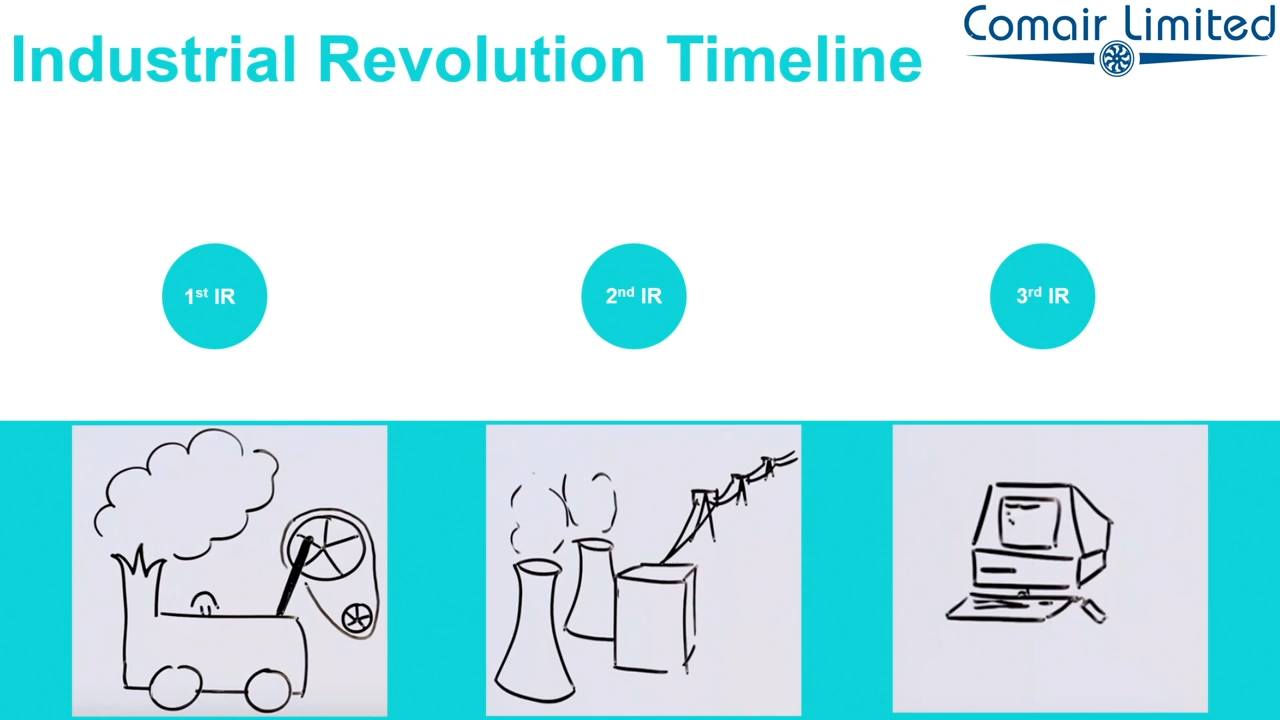 Industrial Revolution Timeline
Comair Limited
1st IR
2nd IR
3rd IR